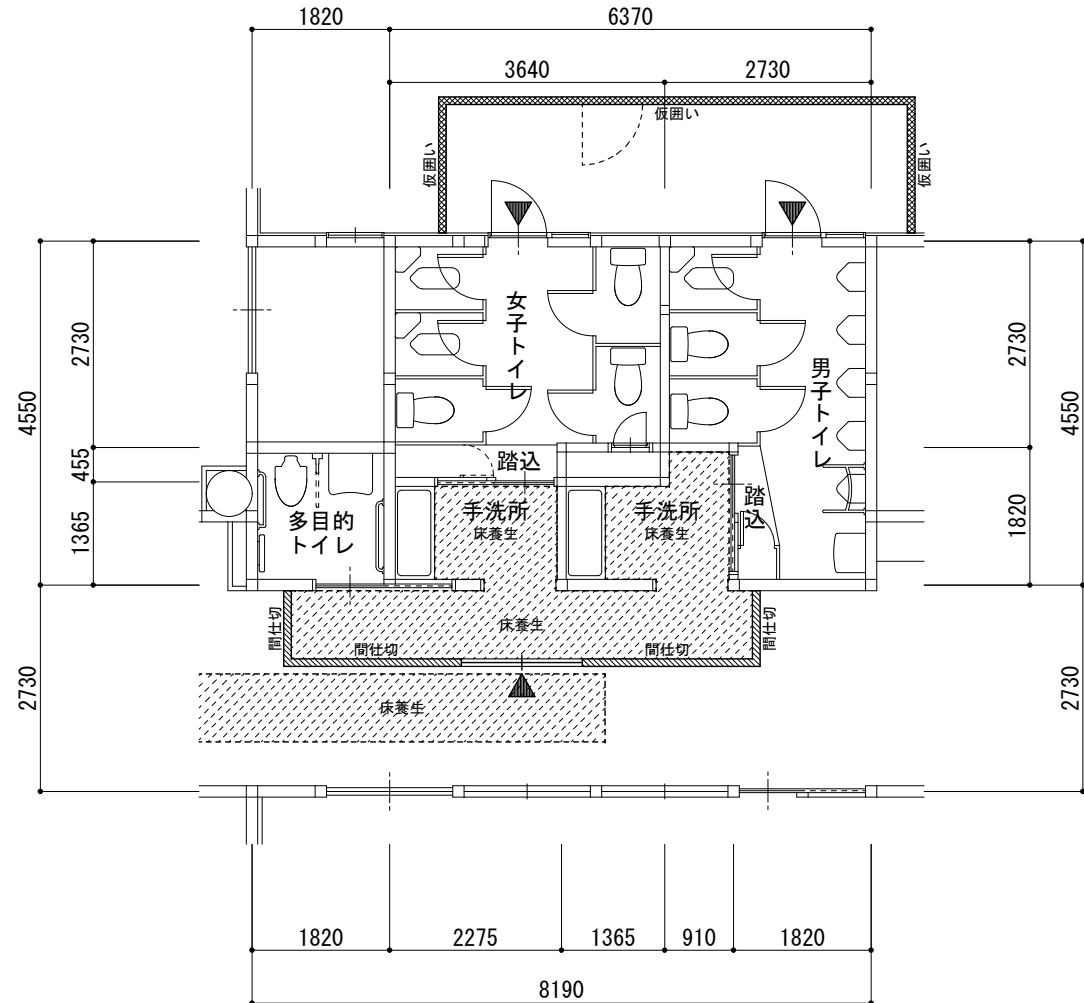 1820
6370
3640
2730
仮囲い
仮囲い
仮囲い
女子トイレ
男子トイレ
2730
4550
455
1365
2730
2730
4550
1820
2730
踏込
踏込
手洗所
床養生
手洗所
床養生
多目的
トイレ
床養生
間仕切
間仕切
間仕切
間仕切
床養生
1820
2275
1365
910
1820
8190